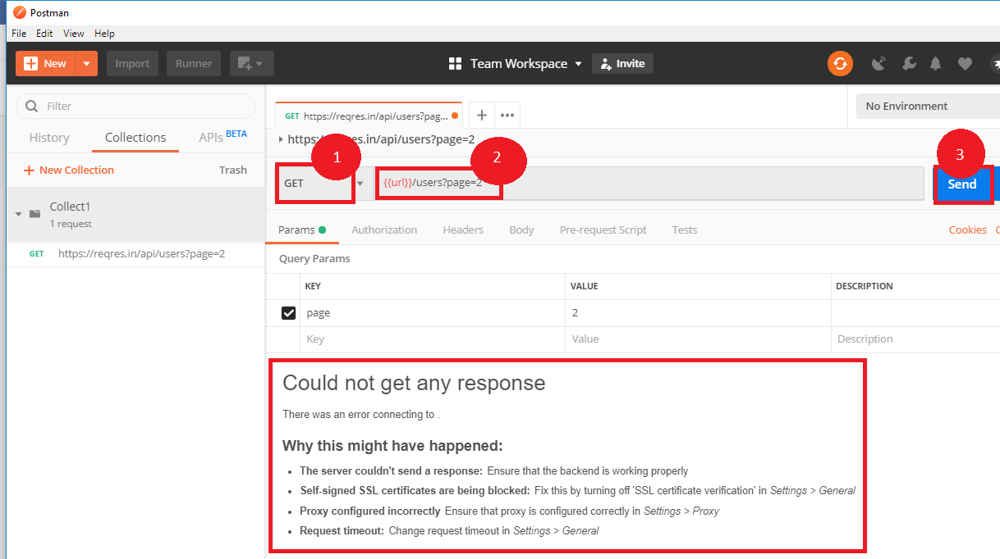 Postman
File Edit View Help
New Import Runner Team Workspace Invite
Filter
History Collections APIs BETA
New Collection Trash
Collect1
1 request
GET https://reqres.in/api/users?page=2
GET https://reqres.in/api/users?pag...
No Environment
https://reqres.in/api/users?page=2
1 2 3
GET {{url}}/users?page=2 Send
Params Authorization Headers Body Pre-request Script Tests Cookies
Query Params
KEY VALUE DESCRIPTION
page 2
Key Value Description
Could not get any response
There was an error connecting to .
Why this might have happened:
The server couldn't send a response: Ensure that the backend is working properly
Self-signed SSL certificates are being blocked: Fix this by turning off 'SSL certificate verification' in Settings > General
Proxy configured incorrectly Ensure that proxy is configured correctly in Settings > Proxy
Request timeout: Change request timeout in Settings > General